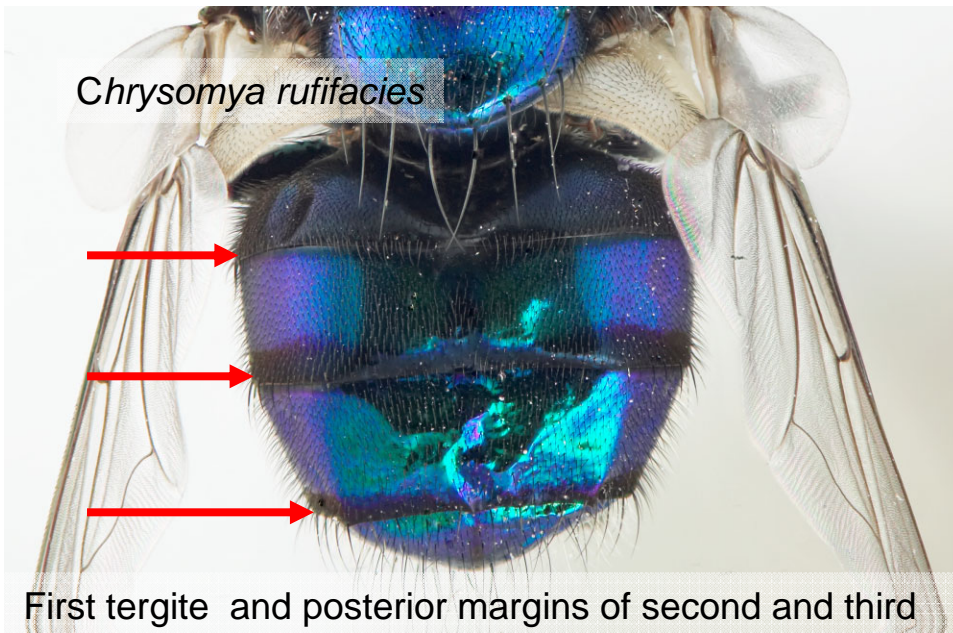 Chrysomya rufifacies
First tergite and posterior margins of second and third